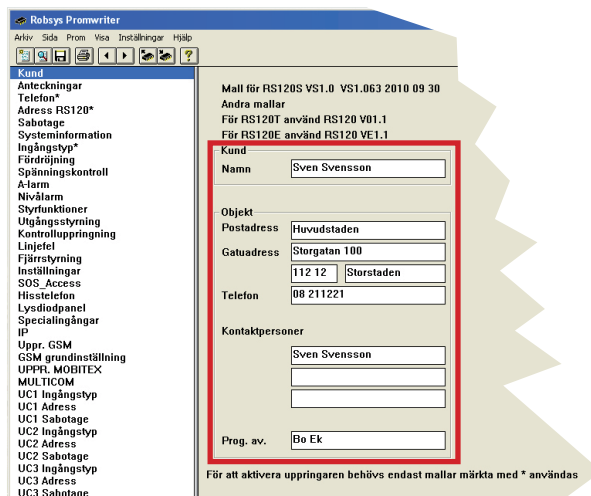 Robsys Promwriter
Arkiv Sida Prom Visa Inställningar Hjälp
Kund
Anteckningar
Telefon*
Adress RS120*
Sabotage
Systeminformation
Ingångstyp*
Fördröjning
Spänningskontroll
A-larm
Nivålarm
Styrfunktioner
Utgångsstyrning
Kontrolluppringning
Linjefel
Fjärrstyrning
Inställningar
SOS_Access
Hisstelefon
Lysdiodpanel
Specialingångar
IP
Uppr. GSM
GSM grundinställning
UPPR. MOBITEX
MULTICOM
UC1 Ingångstyp
UC1 Adress
UC1 Sabotage
UC2 Ingångstyp
UC2 Adress
UC2 Sabotage
UC3 Ingångstyp
UC3 Adress
UC3 Sabotage
Mall för RS120S VS1.0 VS1.063 2010 09 30
Andra mallar
För RS120T använd RS120 V01.1
För RS120E använd RS120 VE1.1
Kund
Namn Sven Svensson
Objekt
Postadress Huvudstaden
Gatuadress Storgatan 100
112 12 Storstaden
Telefon 08 211221
Kontaktpersoner
Sven Svensson
Prog. av. Bo Ek
För att aktivera uppringaren behövs endast mallar märkta med * användas